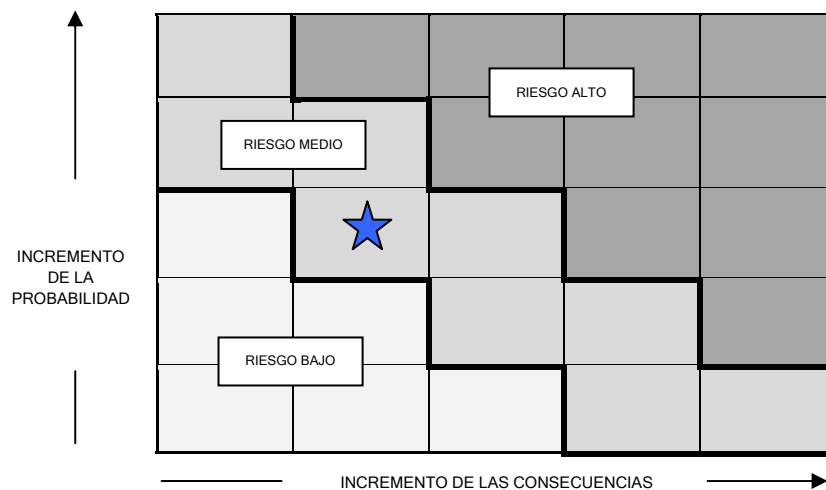 RIESGO ALTO
RIESGO MEDIO
INCREMENTO
DE LA
PROBABILIDAD
RIESGO BAJO
INCREMENTO DE LAS CONSECUENCIAS